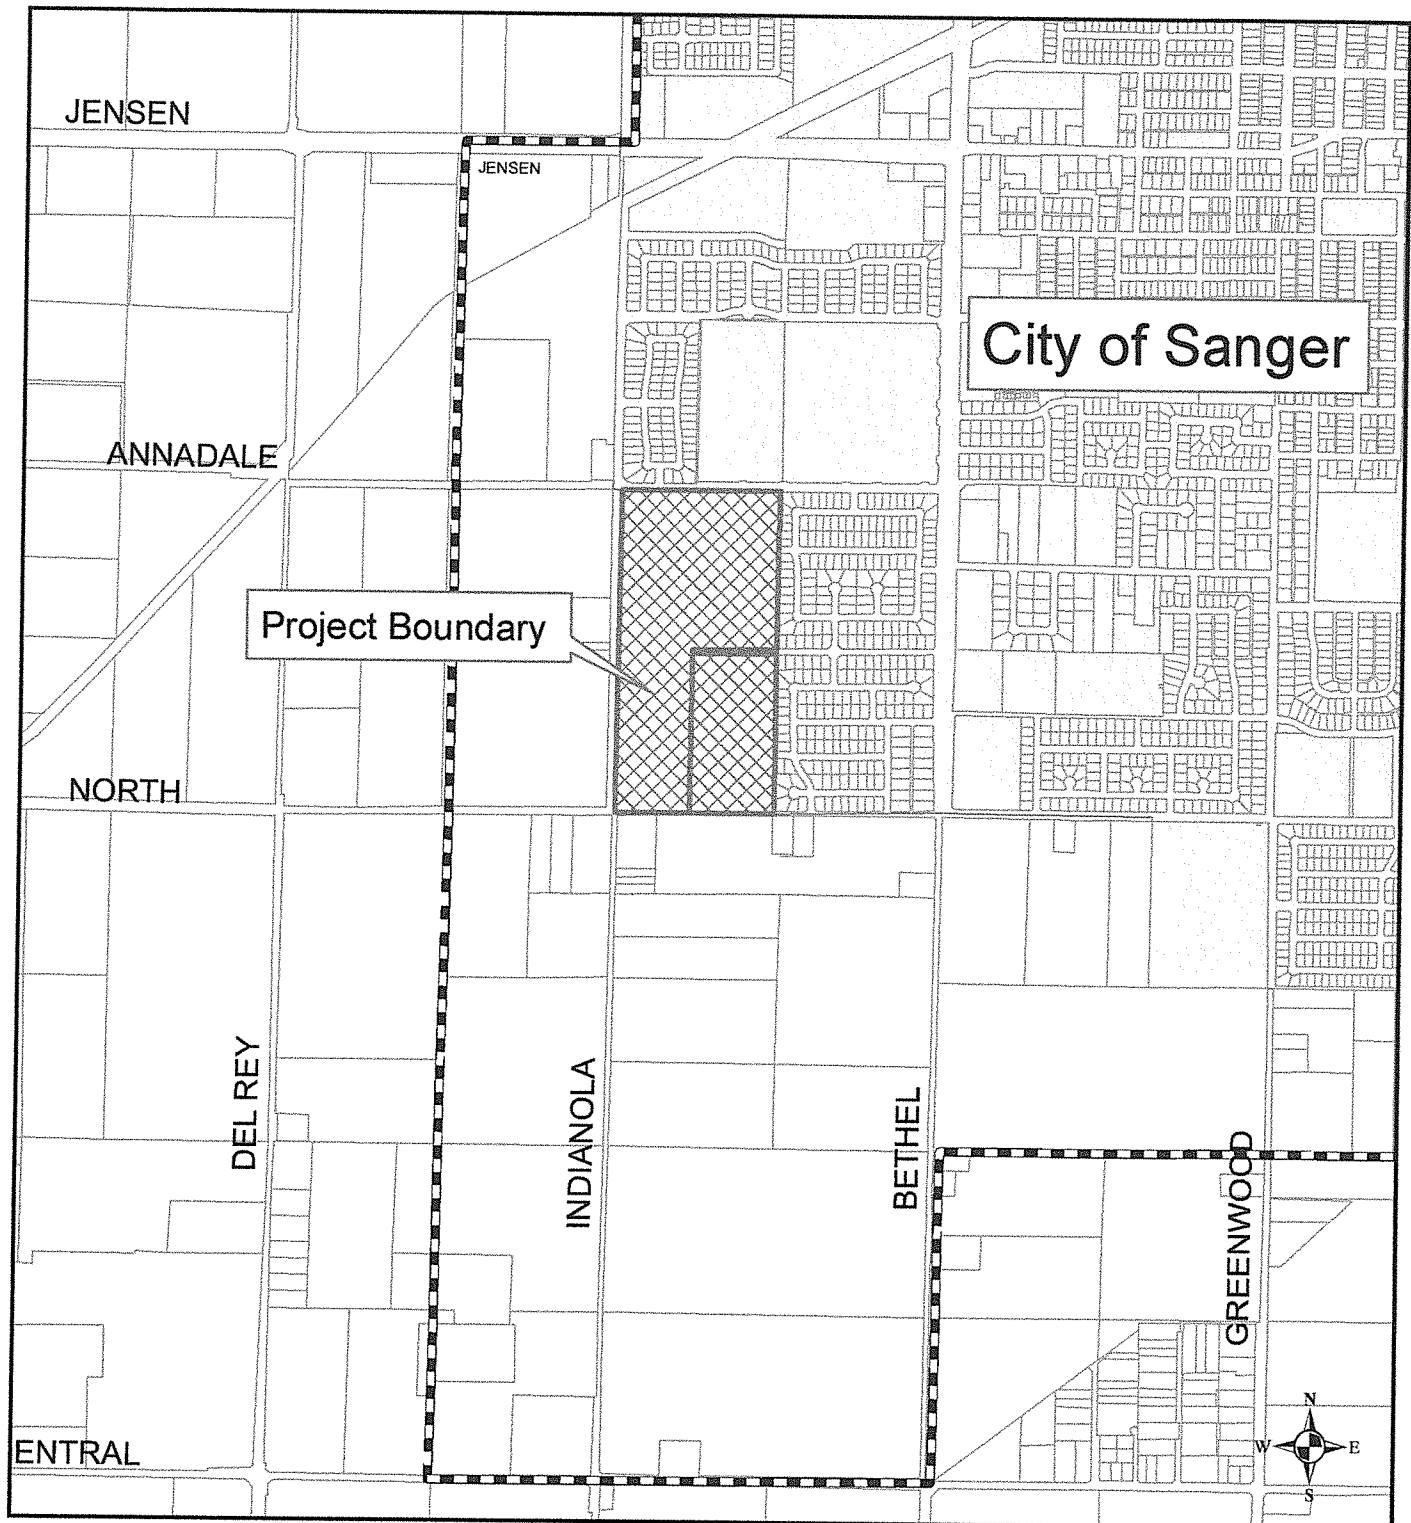 JENSEN
JENSEN
City of Sanger
ANNADALE
Project Boundary
NORTH
DEL REY
INDIANOLA
BETHEL
GREENWOOD
ENTRAL
N
W
E
S